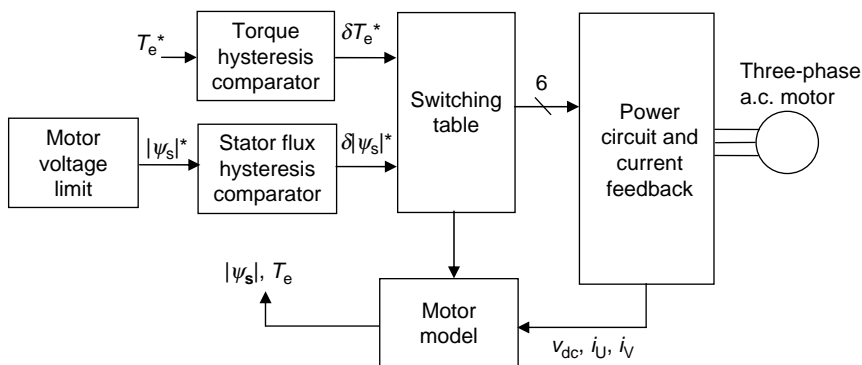 T_e*
Torque
hysteresis
comparator
δT_e*
Switching
table
6
Power
circuit and
current
feedback
Three-phase
a.c. motor
Motor
voltage
limit
|ψ_s|*
Stator flux
hysteresis
comparator
δ|ψ_s|*
|ψ_s|, T_e
Motor
model
v_dc, i_U, i_V